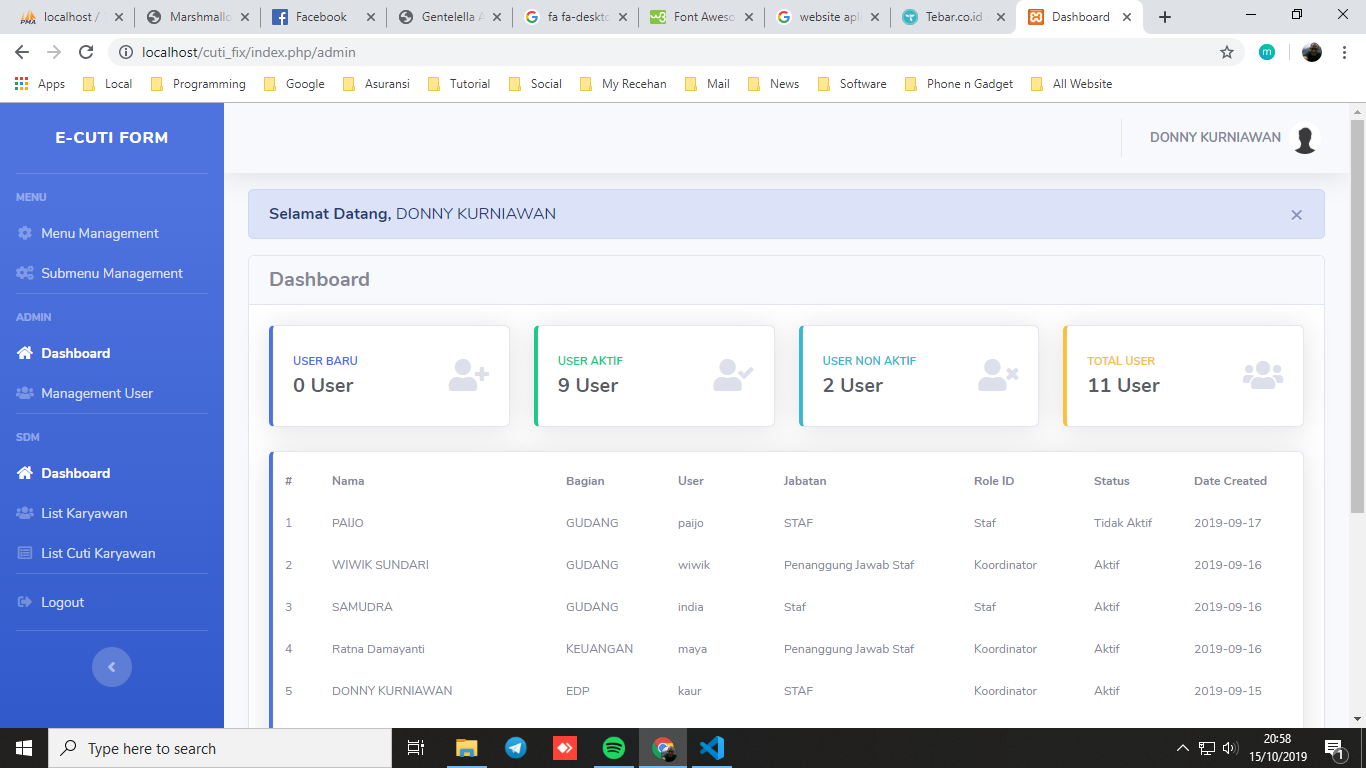 localhost / Marshmallo Facebook Gentelella A fa fa-deskto Font Aweso website apli Tebar.co.id Dashboard
localhost/cuti_fix/index.php/admin
Apps Local Programming Google Asuransi Tutorial Social My Recehan Mail News Software Phone n Gadget All Website
E-CUTI FORM
DONNY KURNIAWAN
MENU
Menu Management
Submenu Management
ADMIN
Dashboard
Management User
SDM
Dashboard
List Karyawan
List Cuti Karyawan
Logout
Selamat Datang, DONNY KURNIAWAN ×
Dashboard
USER BARU
0 User
USER AKTIF
9 User
USER NON AKTIF
2 User
TOTAL USER
11 User
# Nama Bagian User Jabatan Role ID Status Date Created
1 PAIJO GUDANG paijo STAF Staf Tidak Aktif 2019-09-17
2 WIWIK SUNDARI GUDANG wiwik Penanggung Jawab Staf Koordinator Aktif 2019-09-16
3 SAMUDRA GUDANG india Staf Staf Aktif 2019-09-16
4 Ratna Damayanti KEUANGAN maya Penanggung Jawab Staf Koordinator Aktif 2019-09-16
5 DONNY KURNIAWAN EDP kaur STAF Koordinator Aktif 2019-09-15
Type here to search
20:58
15/10/2019
1